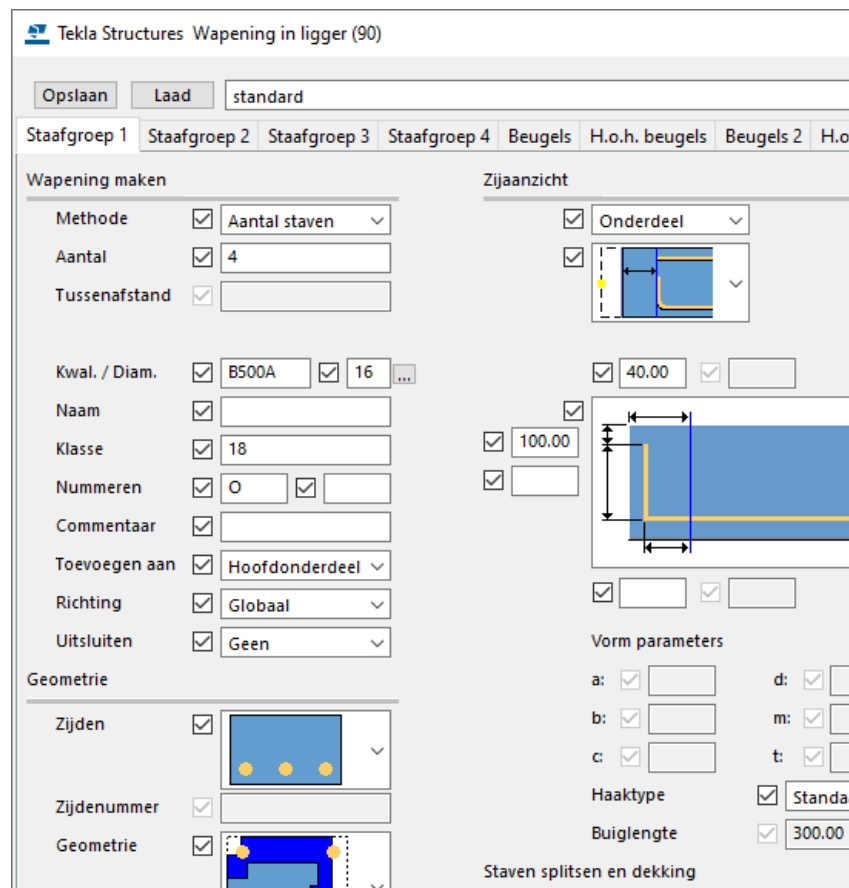 Tekla Structures Wapening in ligger (90)
Opslaan Laad standard
Staafgroep 1 Staafgroep 2 Staafgroep 3 Staafgroep 4 Beugels H.o.h. beugels Beugels 2 H.o
Wapening maken
Methode Aantal staven
Aantal 4
Tussenafstand
Kwal. / Diam. B500A 16 ...
Naam
Klasse 18
Nummeren O
Commentaar
Toevoegen aan Hoofdonderdeel
Richting Globaal
Uitsluiten Geen
Geometrie
Zijden
Zijdenummer
Geometrie
Zijaanzicht
Onderdeel
40.00
100.00
Vorm parameters
a: d:
b: m:
c: t:
Haaktype Standa
Buiglengte 300.00
Staven splitsen en dekking